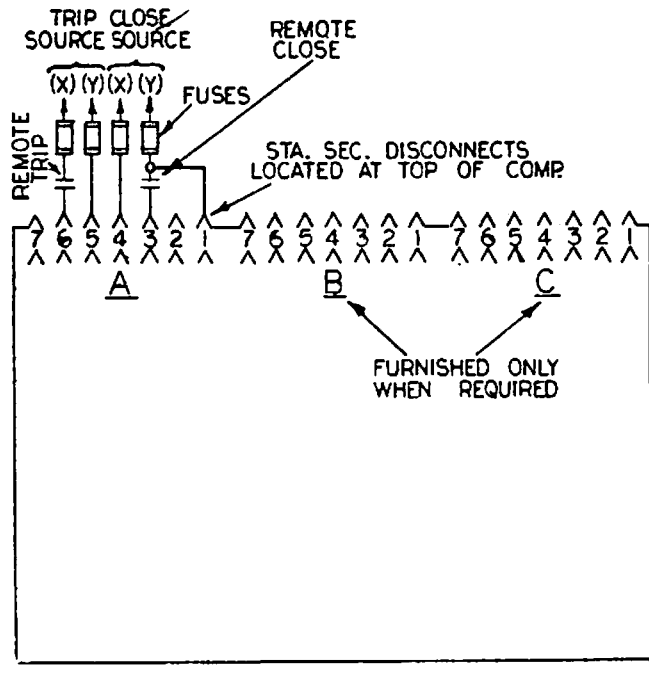 TRIP CLOSE
SOURCE SOURCE
REMOTE
CLOSE
(X) (Y) (X) (Y)
FUSES
REMOTE
TRIP
STA. SEC. DISCONNECTS
LOCATED AT TOP OF COMP.
7 6 5 4 3 2 1 7 6 5 4 3 2 1 7 6 5 4 3 2 1
A B C
FURNISHED ONLY
WHEN REQUIRED